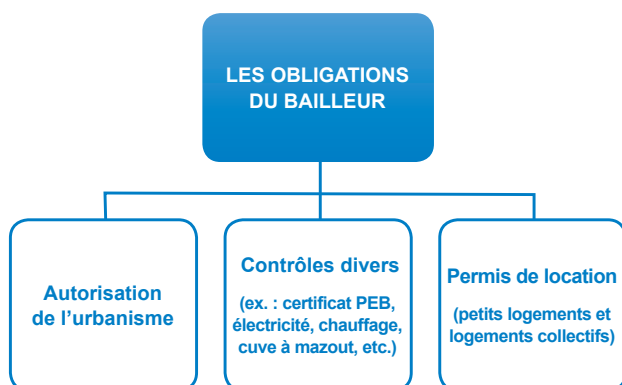 LES OBLIGATIONS
DU BAILLEUR
Autorisation
de l’urbanisme
Contrôles divers
(ex. : certificat PEB,
électricité, chauffage,
cuve à mazout, etc.)
Permis de location
(petits logements et
logements collectifs)